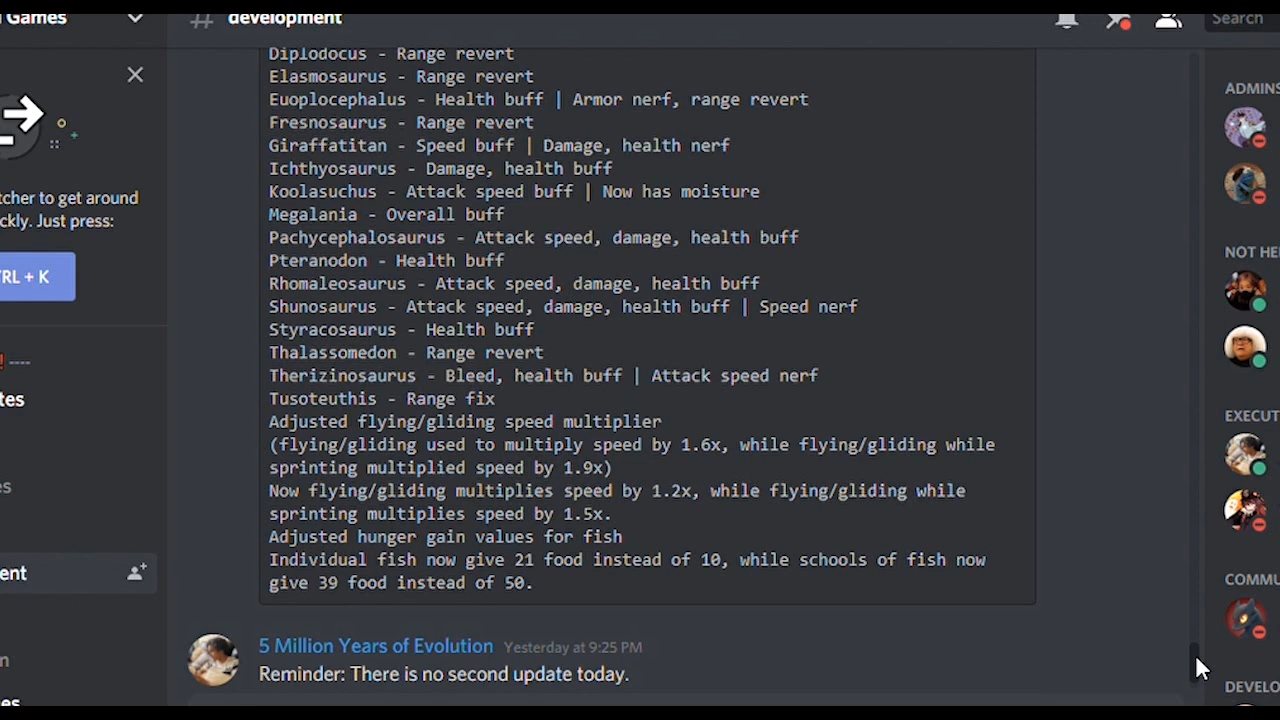 Games
# development
Search
Diplodocus - Range revert
Elasmosaurus - Range revert
Euoplocephalus - Health buff | Armor nerf, range revert
Fresnosaurus - Range revert
Giraffatitan - Speed buff | Damage, health nerf
Ichthyosaurus - Damage, health buff
Koolasuchus - Attack speed buff | Now has moisture
Megalania - Overall buff
Pachycephalosaurus - Attack speed, damage, health buff
Pteranodon - Health buff
Rhomaleosaurus - Attack speed, damage, health buff
Shunosaurus - Attack speed, damage, health buff | Speed nerf
Styracosaurus - Health buff
Thalassomedon - Range revert
Therizinosaurus - Bleed, health buff | Attack speed nerf
Tusoteuthis - Range fix
Adjusted flying/gliding speed multiplier
(flying/gliding used to multiply speed by 1.6x, while flying/gliding while
sprinting multiplied speed by 1.9x)
Now flying/gliding multiplies speed by 1.2x, while flying/gliding while
sprinting multiplies speed by 1.5x.
Adjusted hunger gain values for fish
Individual fish now give 21 food instead of 10, while schools of fish now
give 39 food instead of 50.
5 Million Years of Evolution Yesterday at 9:25 PM
Reminder: There is no second update today.
tcher to get around
ckly. Just press:
RL + K
! ----
tes
es
ent
n
es
ADMINS
NOT HE
EXECUT
COMMU
DEVELO